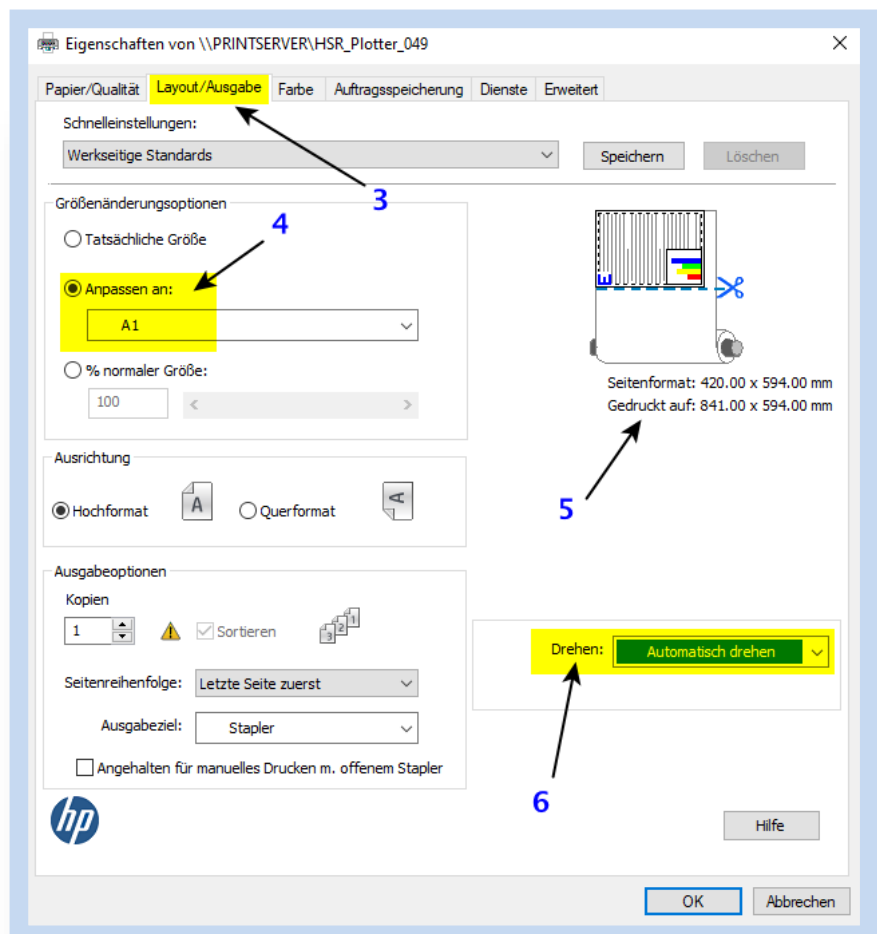 Eigenschaften von \\PRINTSERVER\HSR_Plotter_049
Papier/Qualität Layout/Ausgabe Farbe Auftragsspeicherung Dienste Erweitert
Schnelleinstellungen:
Werkseitige Standards Speichern Löschen
3
Größenänderungsoptionen
4
Tatsächliche Größe
Anpassen an:
E
A1
% normaler Größe:
100
Seitenformat: 420.00 x 594.00 mm
Gedruckt auf: 841.00 x 594.00 mm
5
Ausrichtung
Hochformat A Querformat A
Ausgabeoptionen
Kopien
1 Sortieren 3 2 1
Drehen: Automatisch drehen
Seitenreihenfolge: Letzte Seite zuerst
Ausgabeziel: Stapler
Angehalten für manuelles Drucken m. offenem Stapler
6
hp
Hilfe
OK Abbrechen